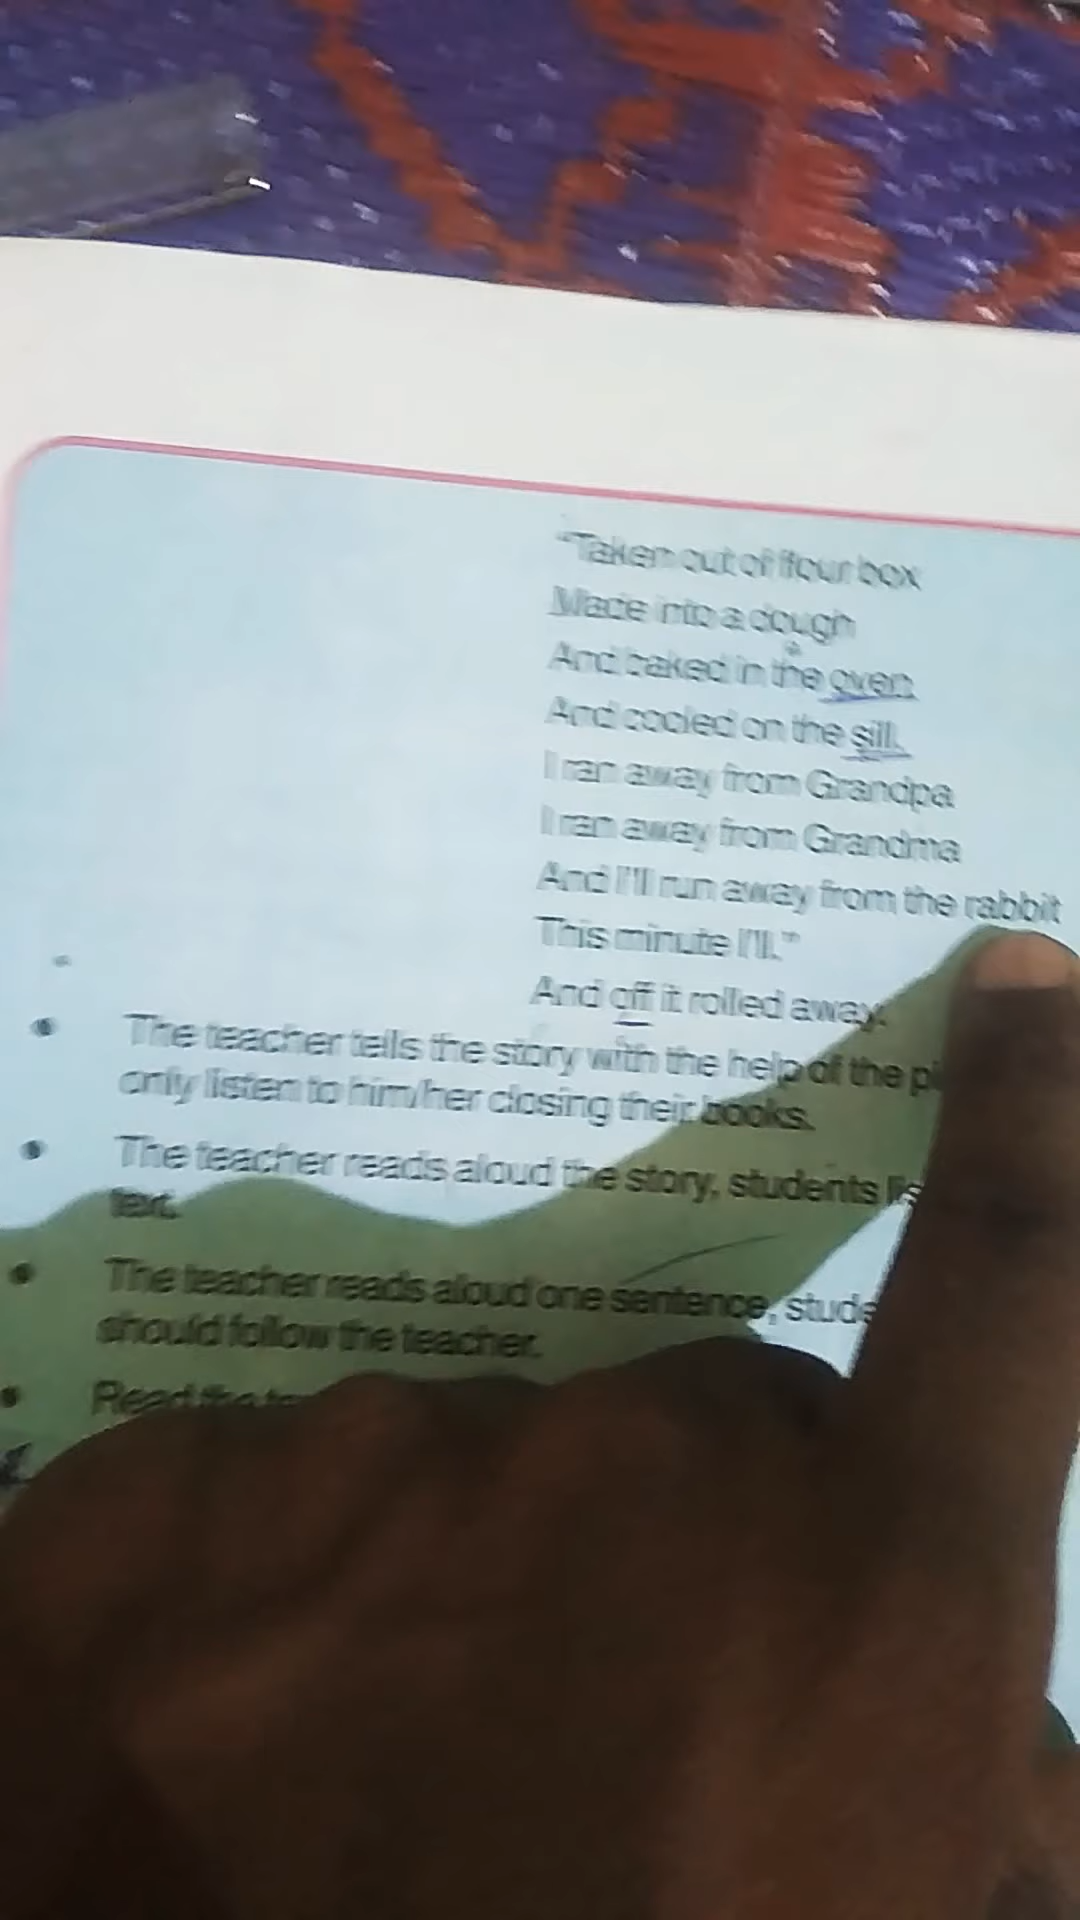 "Taken out of flour box
Made into a dough
And baked in the oven
And cooled on the sill.
I ran away from Grandpa
I ran away from Grandma
And I'll run away from the rabbit
This minute I'll."
And off it rolled away.
The teacher tells the story with the help of the
only listen to him/her closing their books.
The teacher reads aloud the story, students
text.
The teacher reads aloud one sentence,
should follow the teacher.
Read the